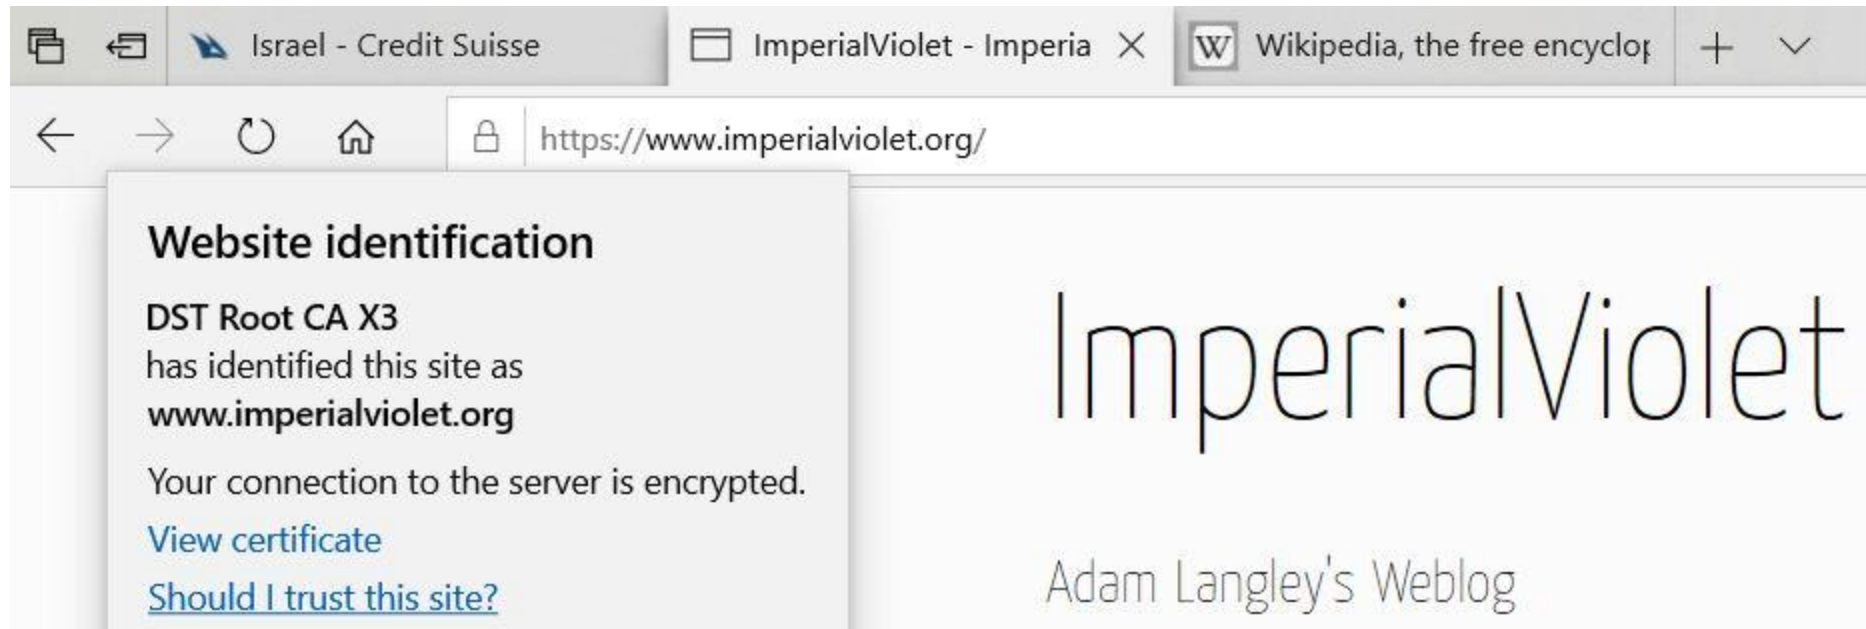 Israel - Credit Suisse
ImperialViolet - Imperia
W
Wikipedia, the free encyclo
https://www.imperialviolet.org/
Website identification
DST Root CA X3
has identified this site as
www.imperialviolet.org
Your connection to the server is encrypted.
View certificate
Should I trust this site?
ImperialViolet
Adam Langley's Weblog